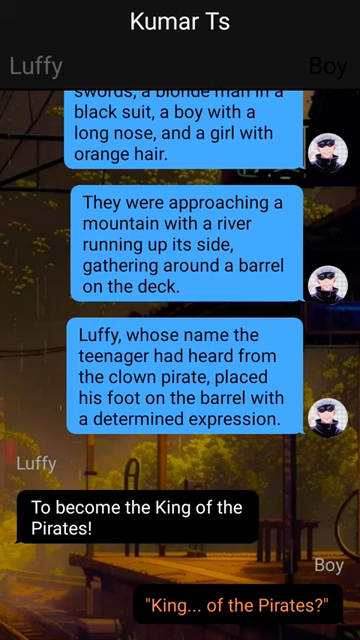 Kumar Ts
Luffy
Boy
swords, a blonde man in a
black suit, a boy with a
long nose, and a girl with
orange hair.
They were approaching a
mountain with a river
running up its side,
gathering around a barrel
on the deck.
Luffy, whose name the
teenager had heard from
the clown pirate, placed
his foot on the barrel with
a determined expression.
Luffy
To become the King of the
Pirates!
Boy
"King... of the Pirates?"